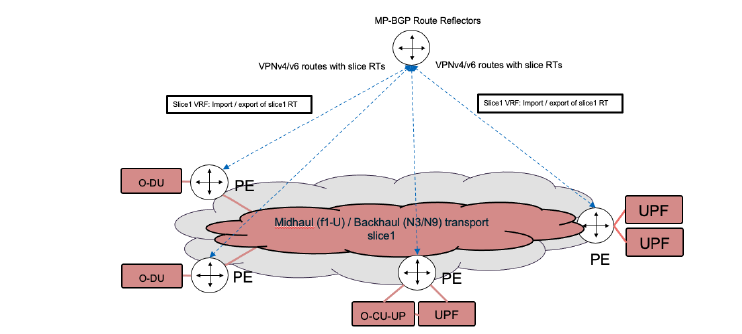 MP-BGP Route Reflectors
VPNv4/v6 routes with slice RTs
VPNv4/v6 routes with slice RTs
Slice1 VRF: Import / export of slice1 RT
Slice1 VRF: Import / export of slice1 RT
O-DU
PE
UPF
Midhaul (f1-U) / Backhaul (N3/N9) transport
slice1
UPF
PE
O-DU
PE
PE
O-CU-UP
UPF